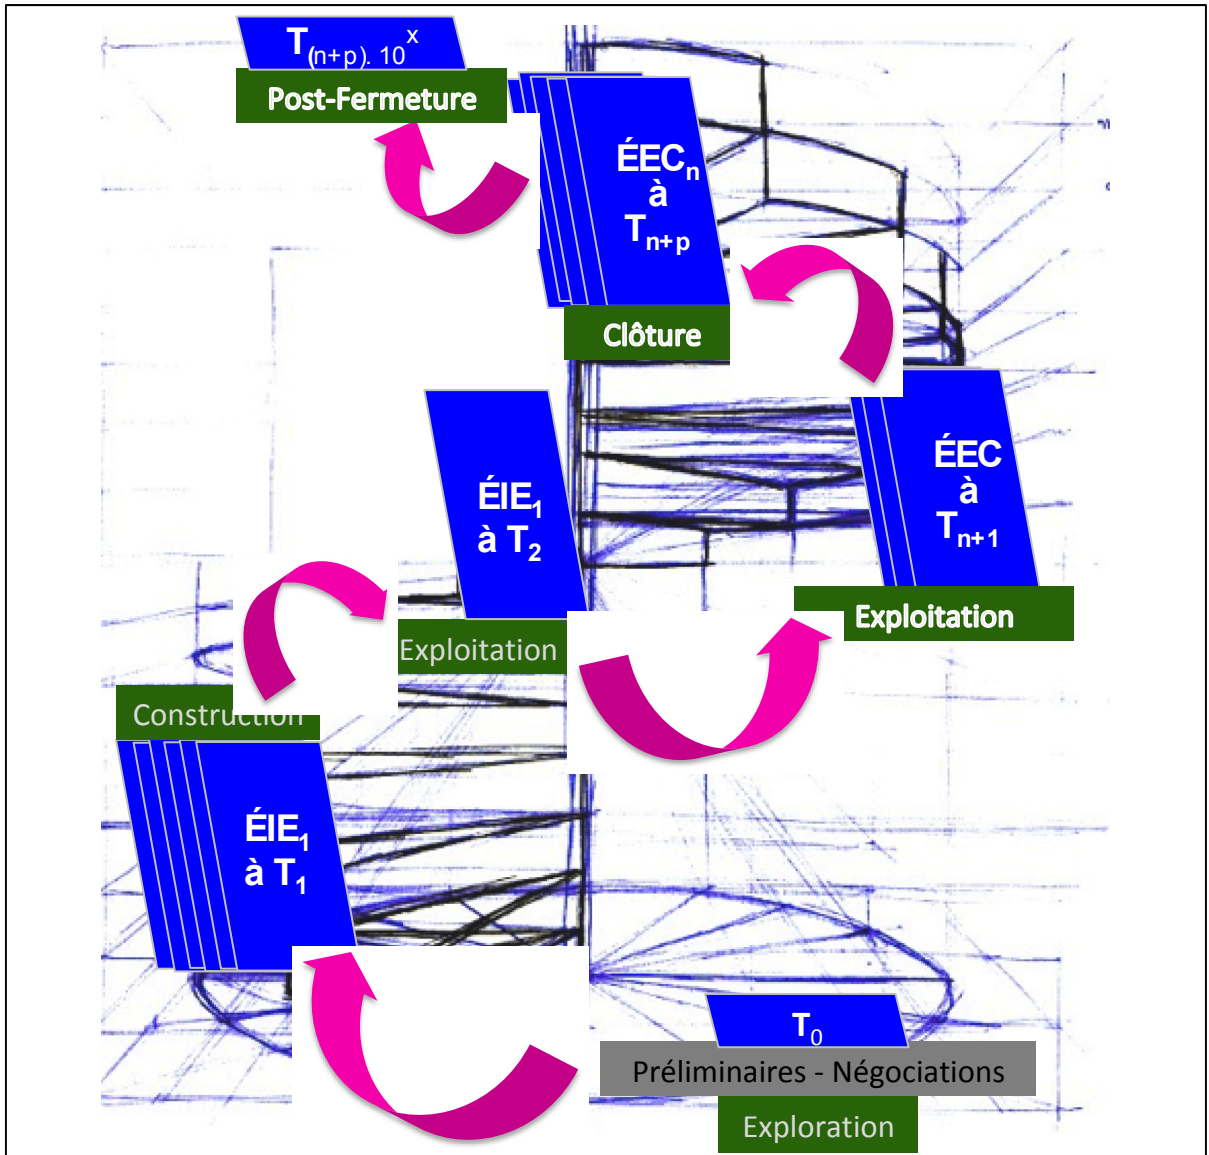 T(n+p). 10^x
Post-Fermeture
ÉECn
à
Tn+p
Clôture
ÉEC
à
Tn+1
Exploitation
ÉIE1
à T2
Exploitation
Construction
ÉIE1
à T1
T0
Préliminaires - Négociations
Exploration